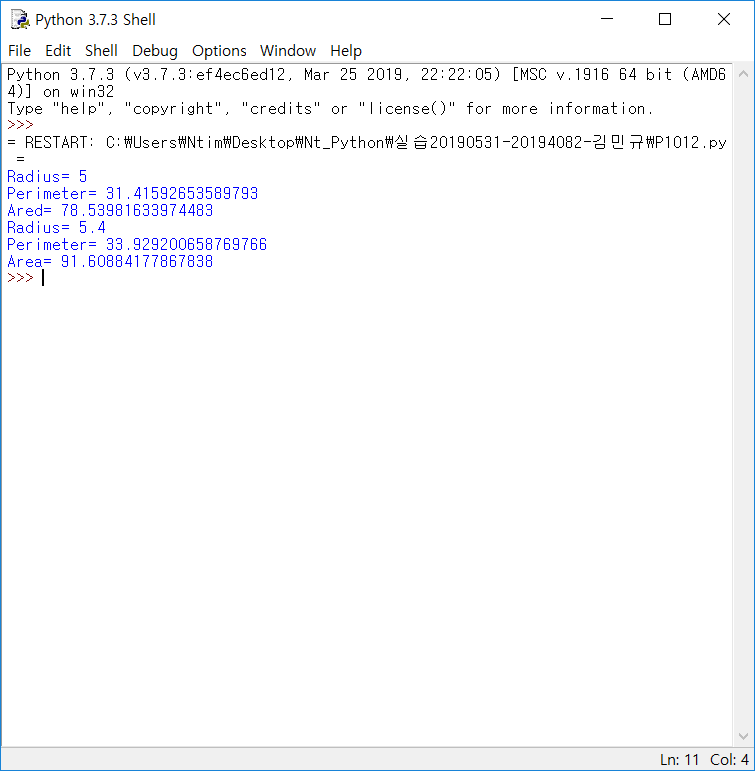 Python 3.7.3 Shell
File Edit Shell Debug Options Window Help
Python 3.7.3 (v3.7.3:ef4ec6ed12, Mar 25 2019, 22:22:05) [MSC v.1916 64 bit (AMD6
4)] on win32
Type "help", "copyright", "credits" or "license()" for more information.
>>>
= RESTART: C:₩Users₩Ntim₩Desktop₩Nt_Python₩실습20190531-20194082-김민규₩P1012.py
=
Radius= 5
Perimeter= 31.41592653589793
Ared= 78.53981633974483
Radius= 5.4
Perimeter= 33.929200658769766
Area= 91.60884177867838
>>>
Ln: 11 Col: 4